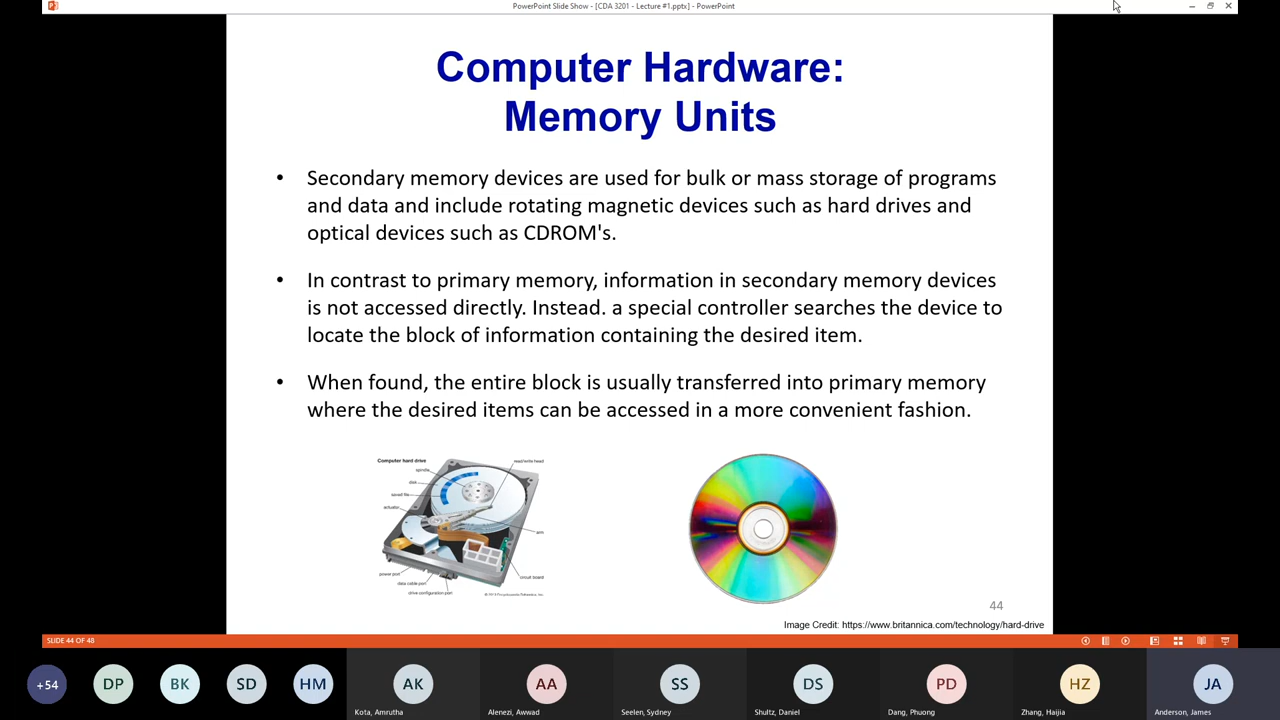 PowerPoint Slide Show - [CDA 3201 - Lecture #1.pptx] - PowerPoint
Computer Hardware:
Memory Units
• Secondary memory devices are used for bulk or mass storage of programs
and data and include rotating magnetic devices such as hard drives and
optical devices such as CDROM's.
• In contrast to primary memory, information in secondary memory devices
is not accessed directly. Instead. a special controller searches the device to
locate the block of information containing the desired item.
• When found, the entire block is usually transferred into primary memory
where the desired items can be accessed in a more convenient fashion.
Computer hard drive
read/write head
spindle
disk
saved file
actuator
arm
power port
circuit board
data cable port
drive configuration port
44
Image Credit: https://www.britannica.com/technology/hard-drive
SLIDE 44 OF 48
+54 DP BK SD HM AK AA SS DS PD HZ JA
Kota, Amrutha Alenezi, Awwad Seelen, Sydney Shultz, Daniel Dang, Phuong Zhang, Haijia Anderson, James